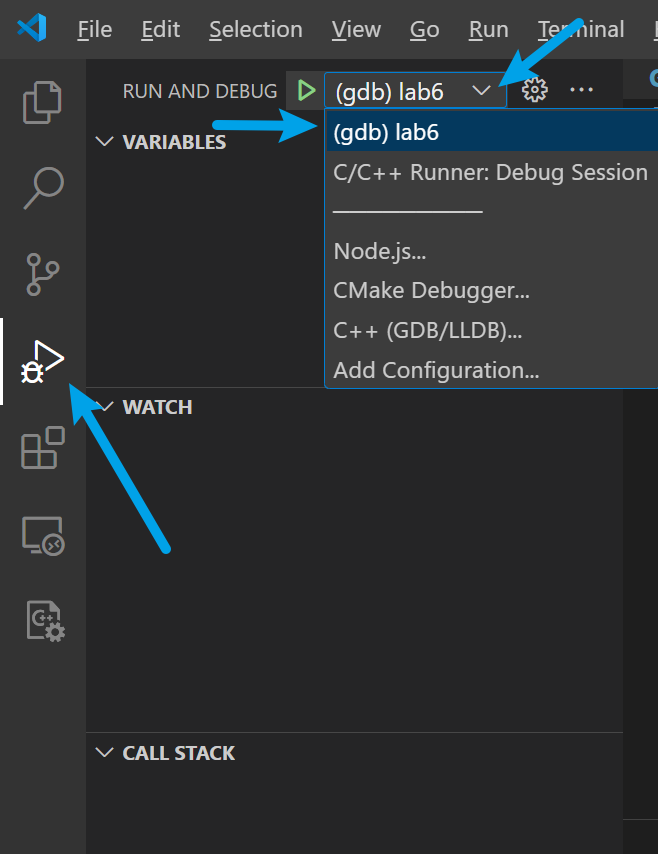 File Edit Selection View Go Run Terminal
RUN AND DEBUG (gdb) lab6
VARIABLES
(gdb) lab6
C/C++ Runner: Debug Session
Node.js...
CMake Debugger...
C++ (GDB/LLDB)...
Add Configuration...
WATCH
C++
CALL STACK